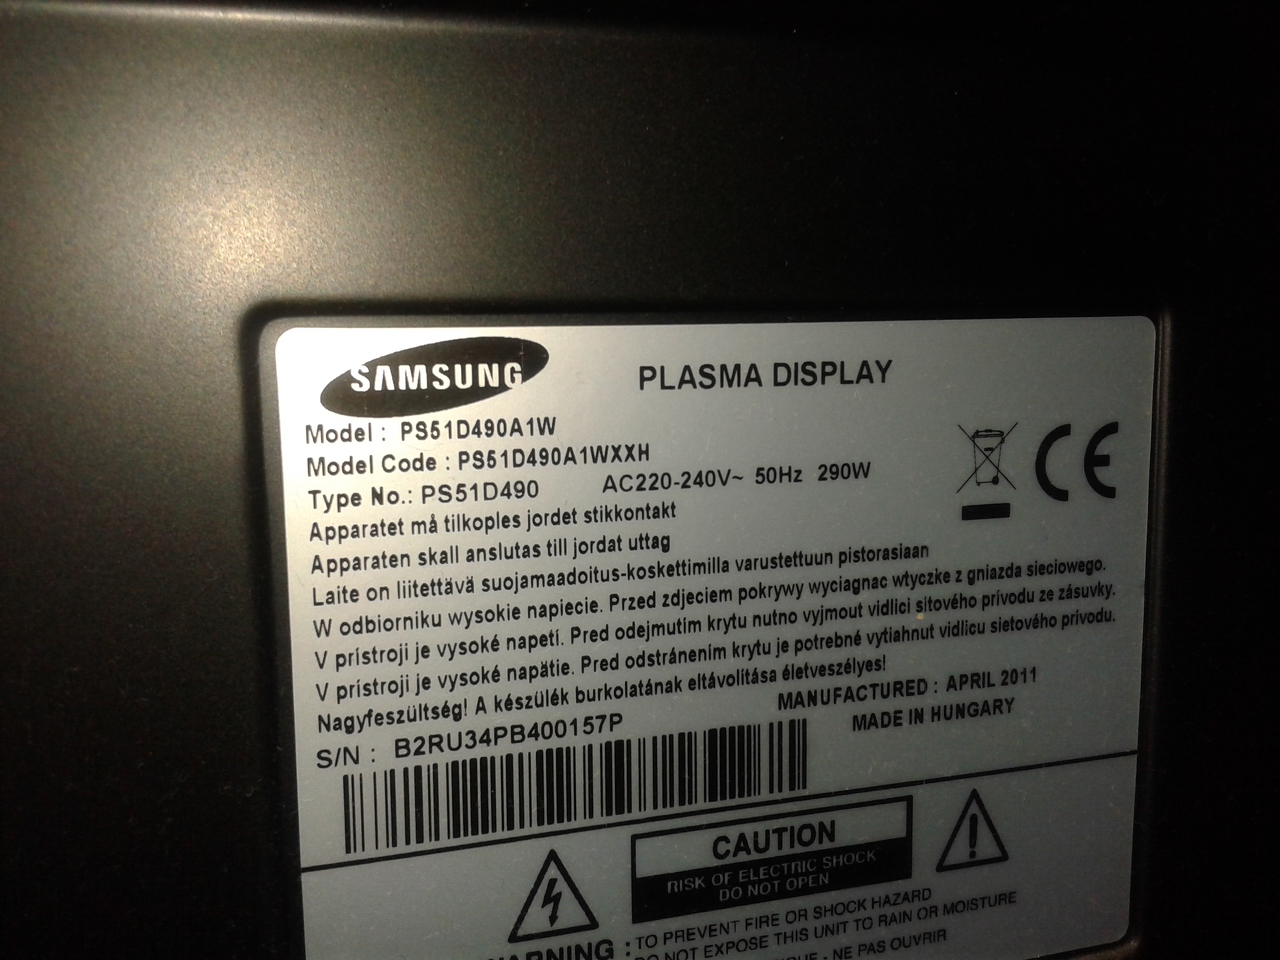 SAMSUNG
PLASMA DISPLAY
Model : PS51D490A1W
Model Code : PS51D490A1WXXH
Type No.: PS51D490 AC220-240V~ 50Hz 290W
Apparatet må tilkoples jordet stikkontakt
Apparaten skall anslutas till jordat uttag
Laite on liitettävä suojamaadoitus-koskettimilla varustettuun pistorasiaan
W odbiorniku wysokie napiecie. Przed zdjeciem pokrywy wyciagnac wtyczke z gniazda sieciowego.
V prístroji je vysoké napetí. Pred odejmutím krytu nutno vyjmout vidlici sitového prívodu ze zásuvky.
V prístroji je vysoké napätie. Pred odstránením krytu je potrebné vytiahnut vidlicu sietového prívodu.
Nagyfeszültség! A készülék burkolatának eltávolítása életveszélyes!
S/N : B2RU34PB400157P
MANUFACTURED : APRIL 2011
MADE IN HUNGARY
CE
CAUTION
RISK OF ELECTRIC SHOCK
DO NOT OPEN
WARNING : TO PREVENT FIRE OR SHOCK HAZARD
DO NOT EXPOSE THIS UNIT TO RAIN OR MOISTURE
- NE PAS OUVRIR